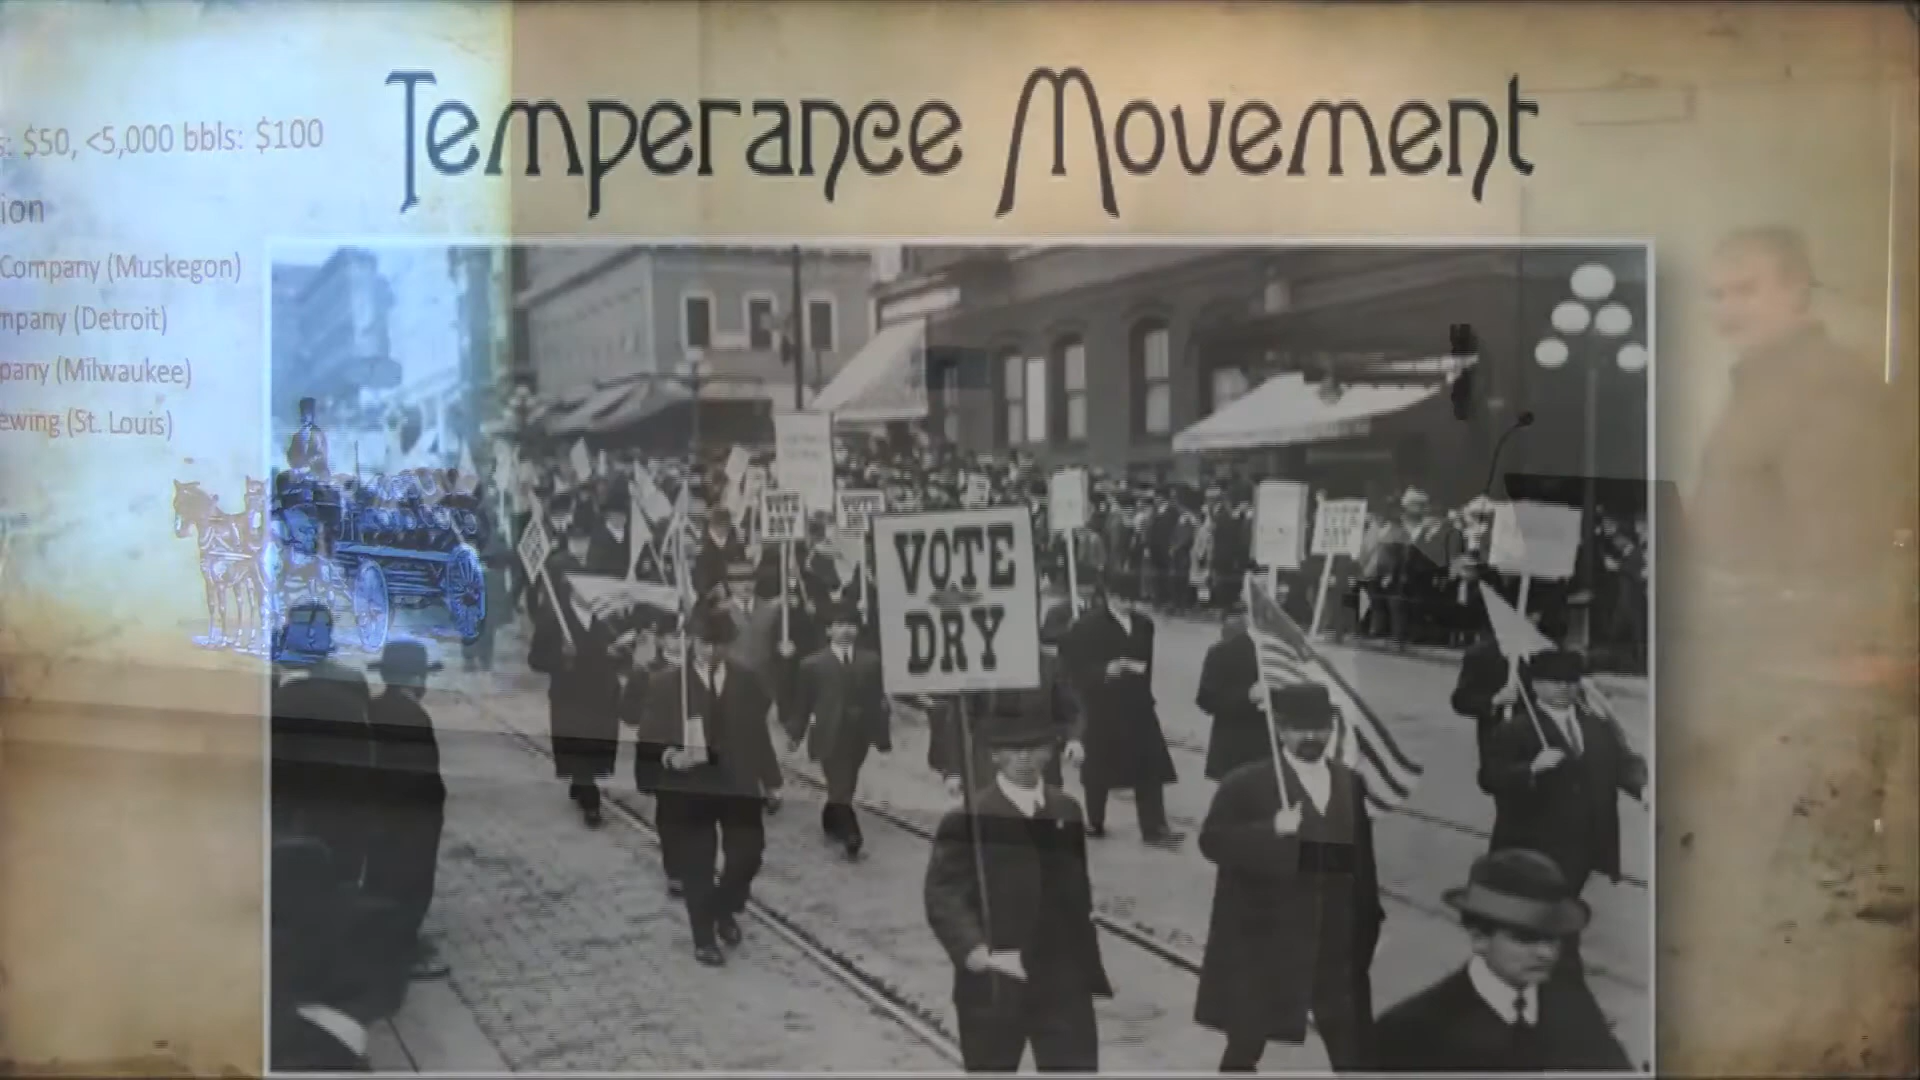 Temperance Movement
s: $50, <5,000 bbls: $100
ion
Company (Muskegon)
mpany (Detroit)
pany (Milwaukee)
ewing (St. Louis)
VOTE
DRY
VOTE
DRY
VOTE